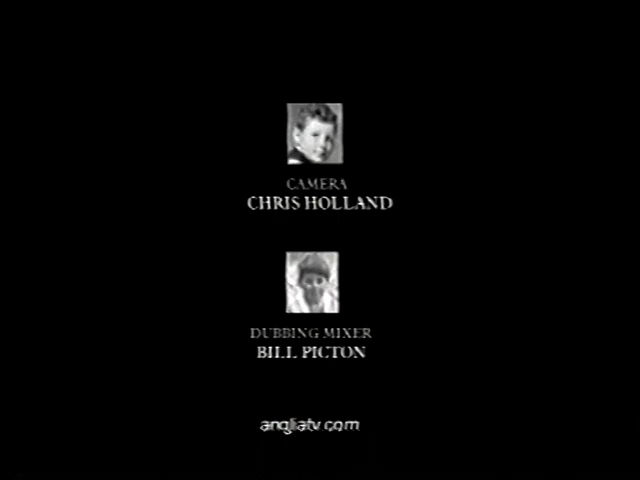 CAMERA
CHRIS HOLLAND
DUBBING MIXER
BILL PICTON
angliatv.com